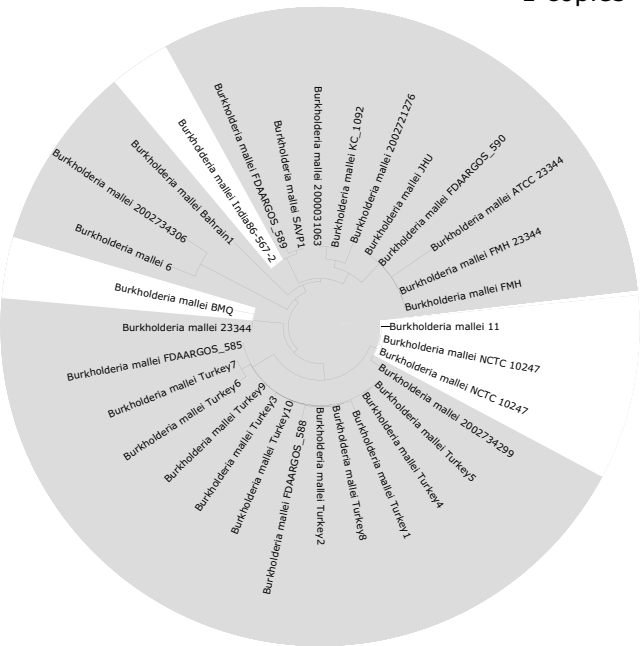 copies
Burkholderia mallei FDAARGOS_589
Burkholderia mallei SAVP1
Burkholderia mallei 2000031063
Burkholderia mallei KC_1092
Burkholderia mallei 2002721276
Burkholderia mallei JHU
Burkholderia mallei FDAARGOS_590
Burkholderia mallei ATCC 23344
Burkholderia mallei FMH 23344
Burkholderia mallei FMH
Burkholderia mallei 11
Burkholderia mallei NCTC 10247
Burkholderia mallei NCTC 10247
Burkholderia mallei 2002734299
Burkholderia mallei Turkey5
Burkholderia mallei Turkey4
Burkholderia mallei Turkey1
Burkholderia mallei Turkey8
Burkholderia mallei Turkey2
Burkholderia mallei FDAARGOS_588
Burkholderia mallei Turkey10
Burkholderia mallei Turkey3
Burkholderia mallei Turkey9
Burkholderia mallei Turkey6
Burkholderia mallei Turkey7
Burkholderia mallei FDAARGOS_585
Burkholderia mallei 23344
Burkholderia mallei BMQ
Burkholderia mallei 6
Burkholderia mallei 2002734306
Burkholderia mallei Bahrain1
Burkholderia mallei India86-567-2